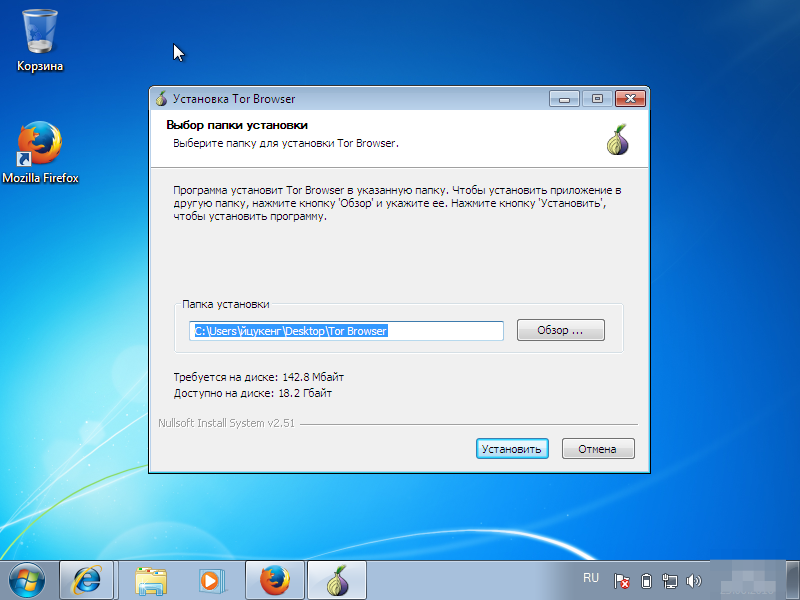 Корзина
Mozilla Firefox
Установка Tor Browser
Выбор папки установки
Выберите папку для установки Tor Browser.
Программа установит Tor Browser в указанную папку. Чтобы установить приложение в
другую папку, нажмите кнопку 'Обзор' и укажите ее. Нажмите кнопку 'Установить',
чтобы установить программу.
Папка установки
C:\Users\йцукенг\Desktop\Tor Browser
Обзор ...
Требуется на диске: 142.8 Мбайт
Доступно на диске: 18.2 Гбайт
Nullsoft Install System v2.51
Установить
Отмена
RU